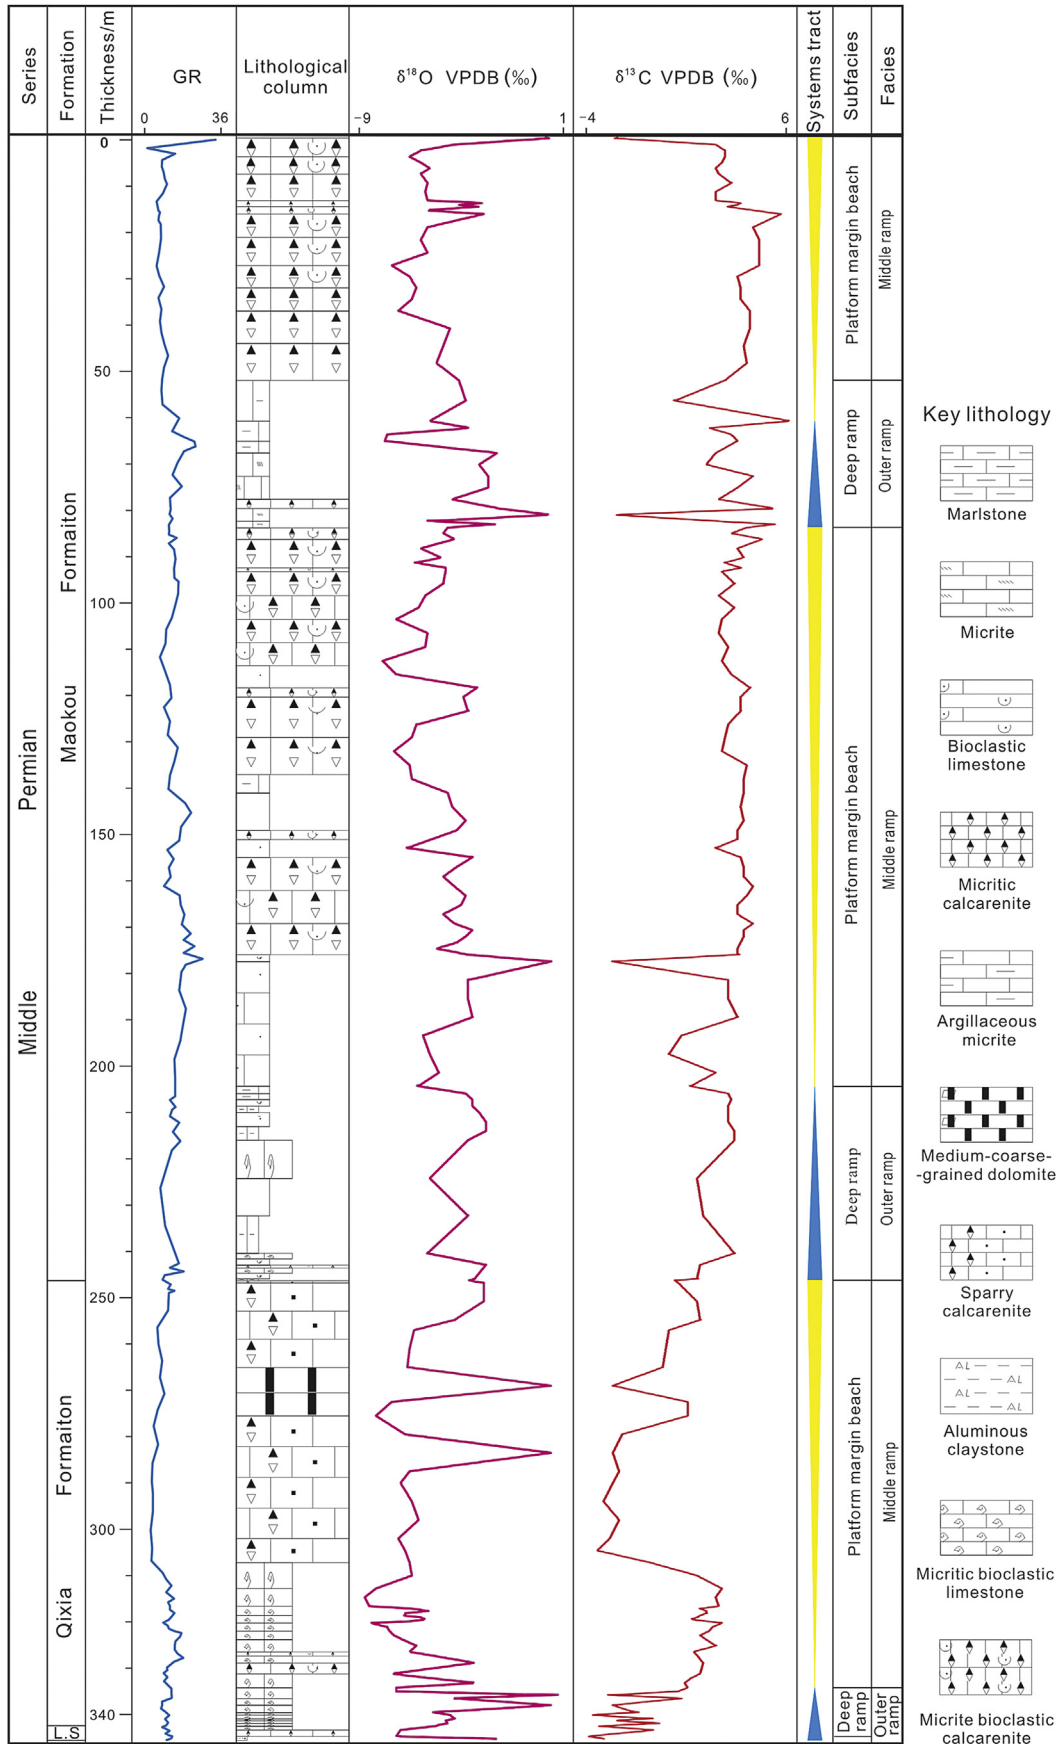 Series
Formation
Thickness/m
GR
0 36
Lithological
column
δ18O VPDB (‰)
−9 1
δ13C VPDB (‰)
−4 6
Systems tract
Subfacies
Facies
0
50
100
150
200
250
300
340
Middle Permian
Maokou Formaiton
Qixia Formaiton
L.S
Platform margin beach
Deep ramp
Platform margin beach
Deep ramp
Platform margin beach
Deep
ramp
Middle ramp
Outer ramp
Middle ramp
Outer ramp
Middle ramp
Outer
ramp
Key lithology
Marlstone
Micrite
Bioclastic
limestone
Micritic
calcarenite
Argillaceous
micrite
Medium-coarse-
-grained dolomite
Sparry
calcarenite
Aluminous
claystone
Micritic bioclastic
limestone
Micrite bioclastic
calcarenite